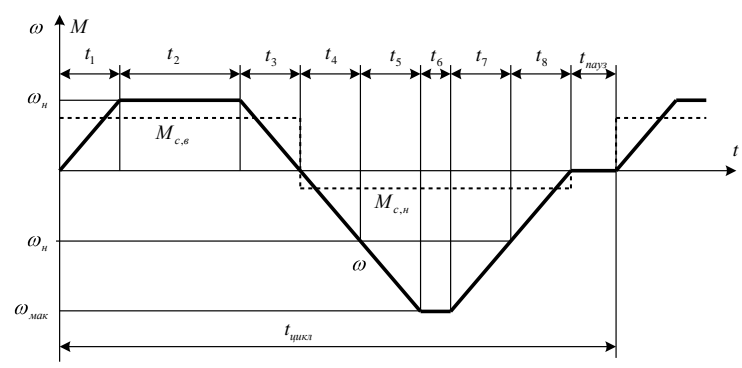 ω M
t₁ t₂ t₃ t₄ t₅ t₆ t₇ t₈ tпауз
ωн
Mс,в
t
Mс,н
ωн
ω
ωмак
tцикл